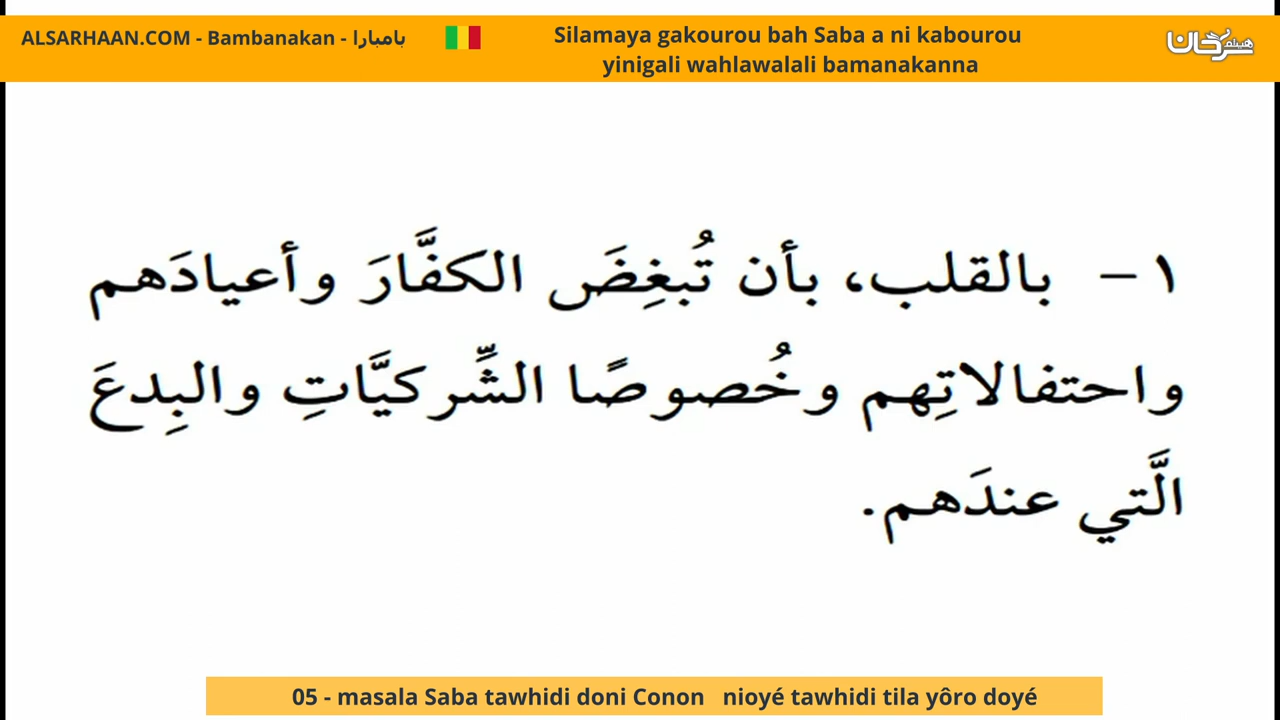 ALSARHAAN.COM - Bambanakan - بامبارا
Silamaya gakourou bah Saba a ni kabourou
yinigali wahlawalali bamanakanna
هيثم سرحان
١ – بالقلب، بأن تُبغِضَ الكفَّارَ وأعيادَهم
واحتفالاتِهم وخُصوصًا الشِّركيَّاتِ والبِدعَ
الَّتي عندَهم.
05 - masala Saba tawhidi doni Conon nioyé tawhidi tila yôro doyé